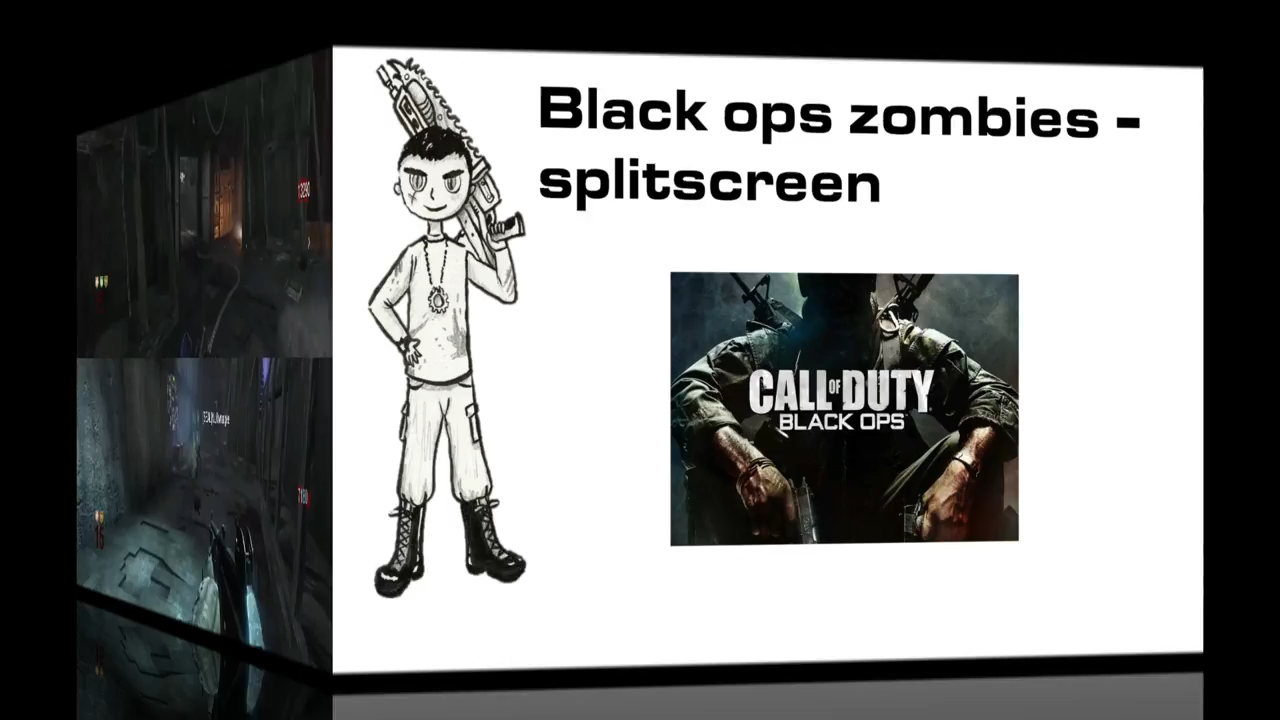 Black ops zombies -
splitscreen
CALL OF DUTY
BLACK OPS